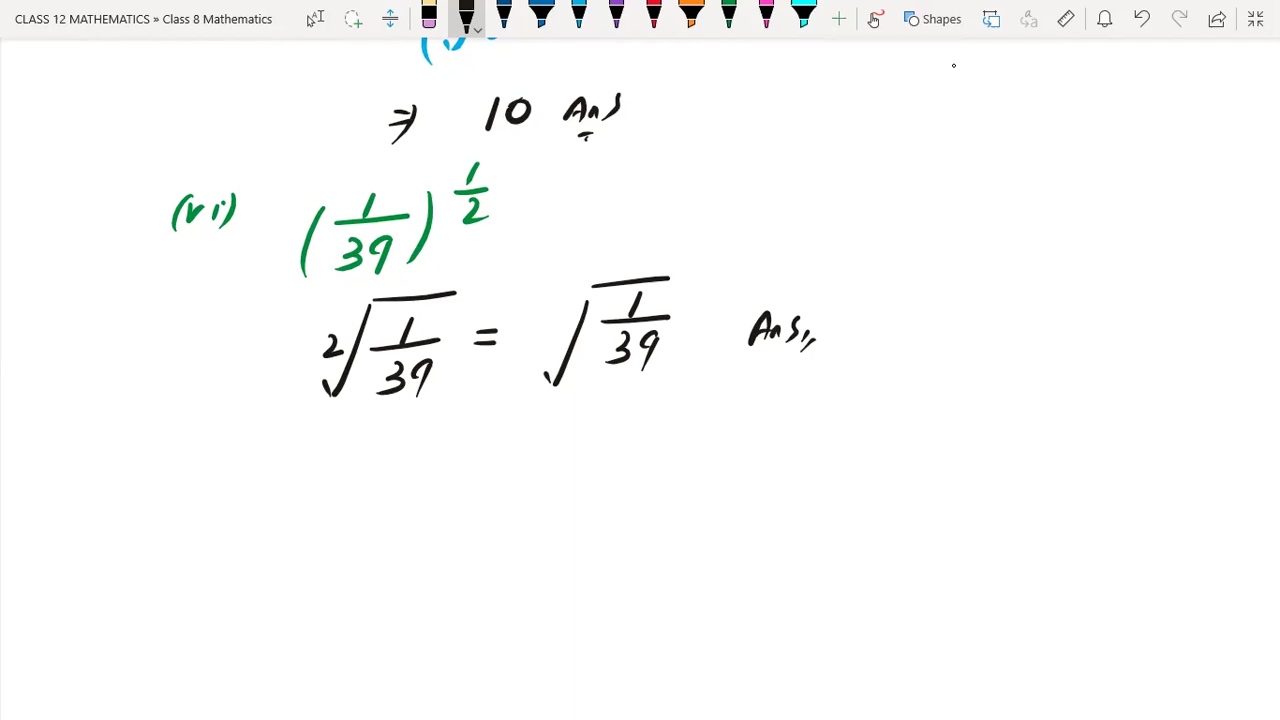 CLASS 12 MATHEMATICS » Class 8 Mathematics Shapes
⇒ 10 Ans
(vi) (1/39)^1/2
²√(1/39) = √(1/39) Ans,,